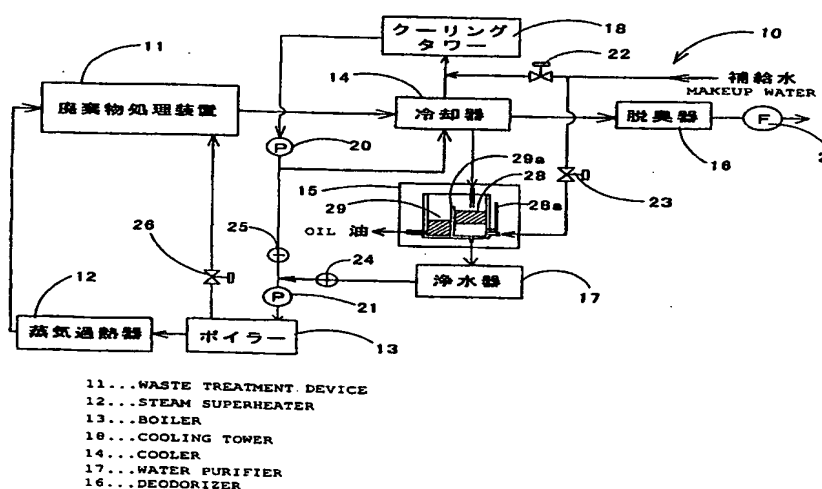 クーリング
タワー
18
11
22
10
14
補給水
MAKEUP WATER
廃棄物処理装置
冷却器
脱臭器
F
2
P
20
16
29a
15
28
28a
23
29
OIL 油
25
24
26
浄水器
12
P
21
17
蒸気過熱器
ボイラー
13
11...WASTE TREATMENT DEVICE
12...STEAM SUPERHEATER
13...BOILER
18...COOLING TOWER
14...COOLER
17...WATER PURIFIER
16...DEODORIZER